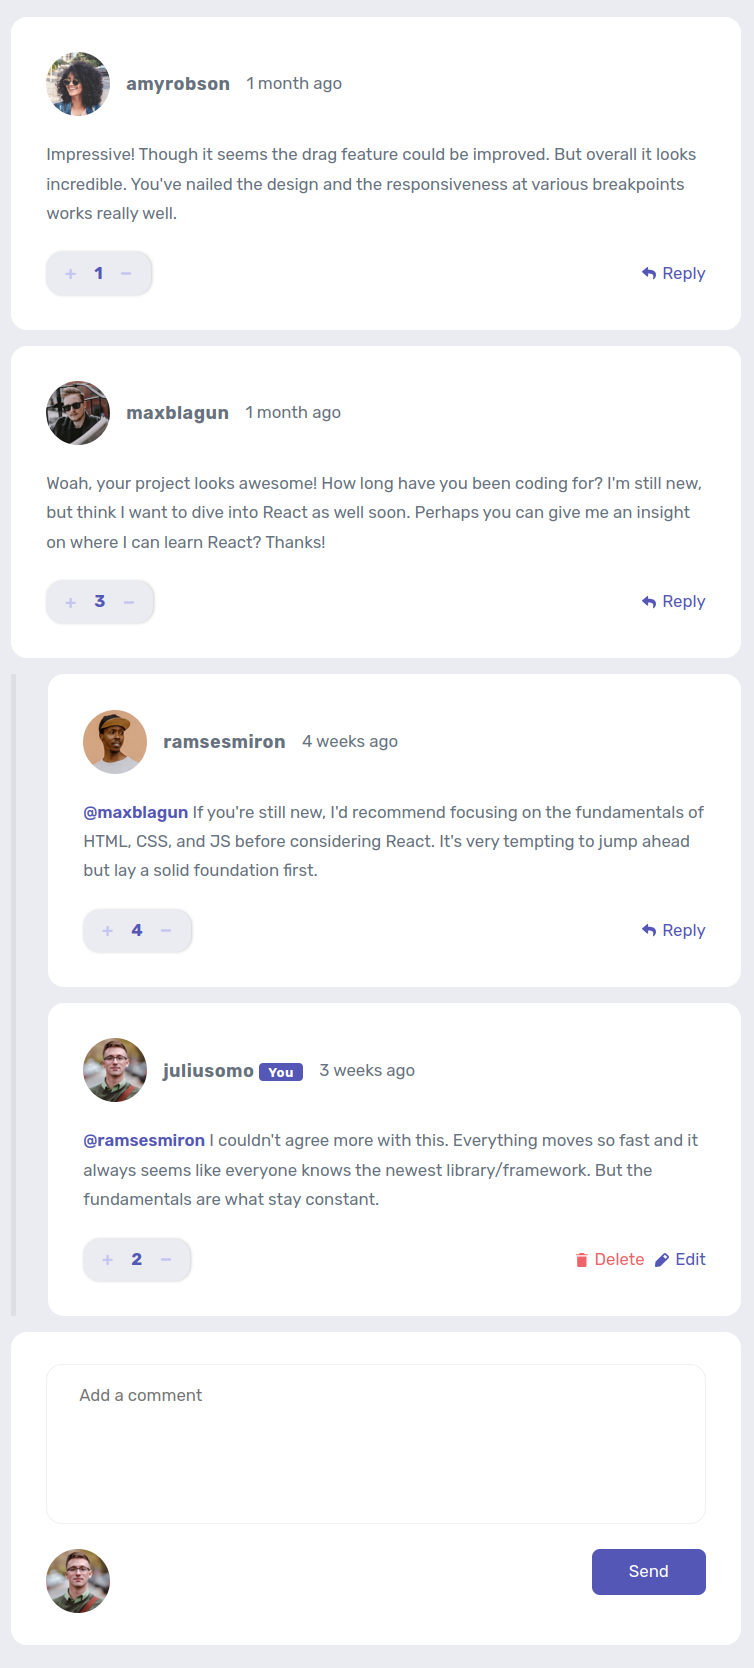 amyrobson 1 month ago
Impressive! Though it seems the drag feature could be improved. But overall it looks
incredible. You've nailed the design and the responsiveness at various breakpoints
works really well.
+ 1 − Reply
maxblagun 1 month ago
Woah, your project looks awesome! How long have you been coding for? I'm still new,
but think I want to dive into React as well soon. Perhaps you can give me an insight
on where I can learn React? Thanks!
+ 3 − Reply
ramsesmiron 4 weeks ago
@maxblagun If you're still new, I'd recommend focusing on the fundamentals of
HTML, CSS, and JS before considering React. It's very tempting to jump ahead
but lay a solid foundation first.
+ 4 − Reply
juliusomo You 3 weeks ago
@ramsesmiron I couldn't agree more with this. Everything moves so fast and it
always seems like everyone knows the newest library/framework. But the
fundamentals are what stay constant.
+ 2 − Delete Edit
Add a comment
Send